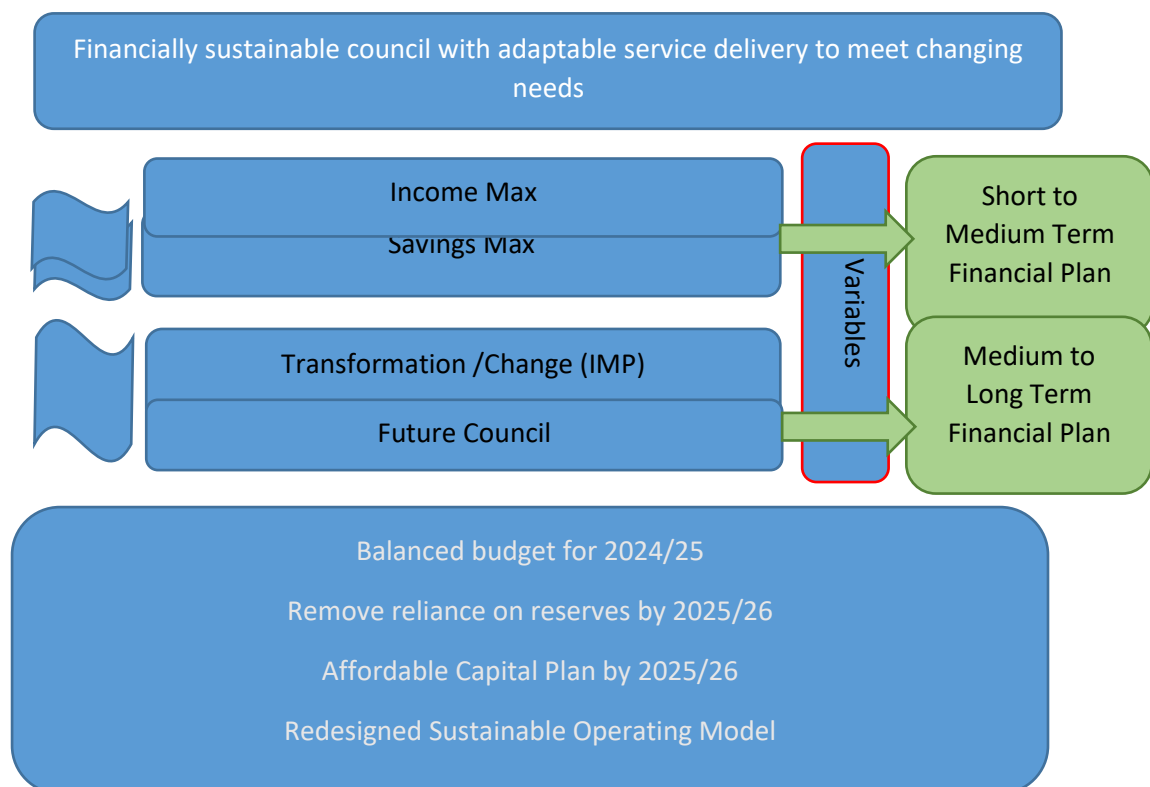 Financially sustainable council with adaptable service delivery to meet changing
needs
Income Max
Savings Max
Variables
Short to
Medium Term
Financial Plan
Transformation /Change (IMP)
Future Council
Medium to
Long Term
Financial Plan
Balanced budget for 2024/25
Remove reliance on reserves by 2025/26
Affordable Capital Plan by 2025/26
Redesigned Sustainable Operating Model